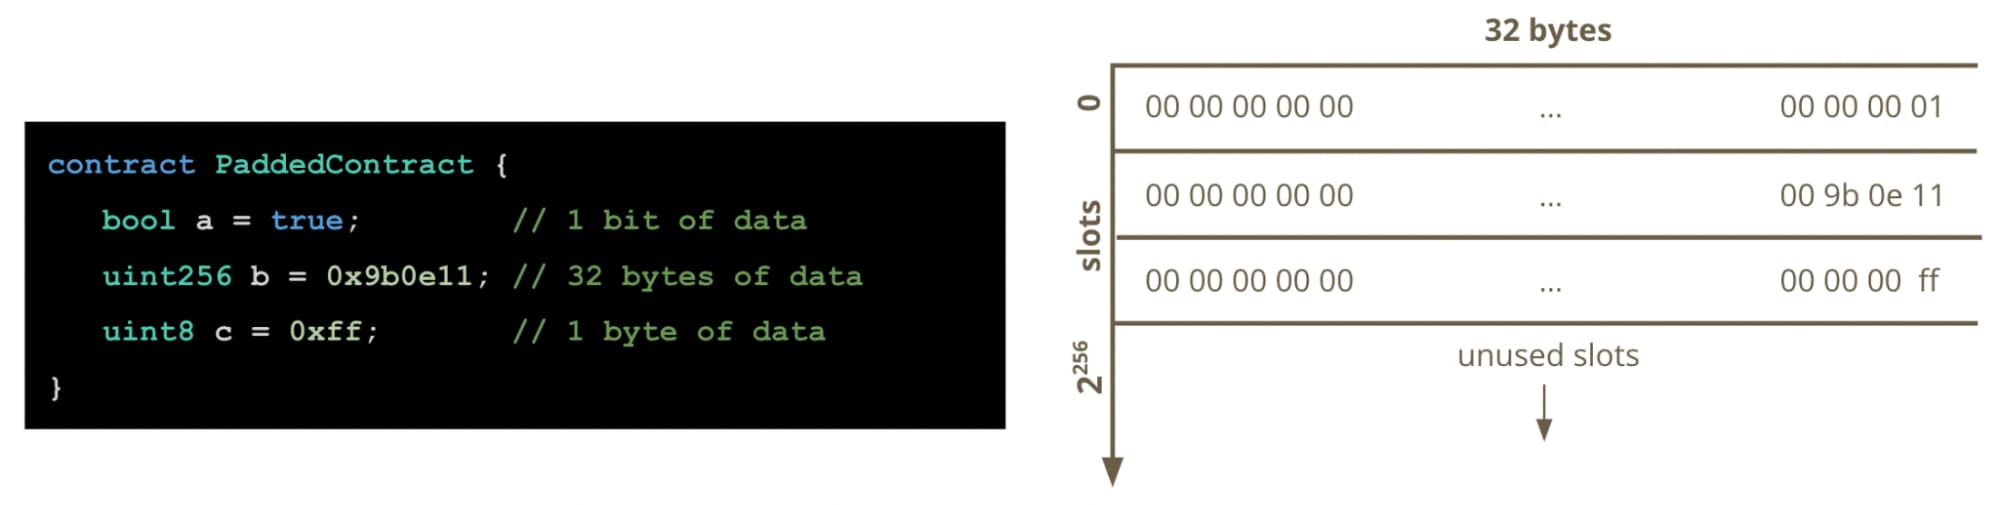 contract PaddedContract {
bool a = true; // 1 bit of data
uint256 b = 0x9b0e11; // 32 bytes of data
uint8 c = 0xff; // 1 byte of data
}
32 bytes
0
00 00 00 00 00 ... 00 00 00 01
slots
00 00 00 00 00 ... 00 9b 0e 11
00 00 00 00 00 ... 00 00 00 ff
2²⁵⁶
unused slots